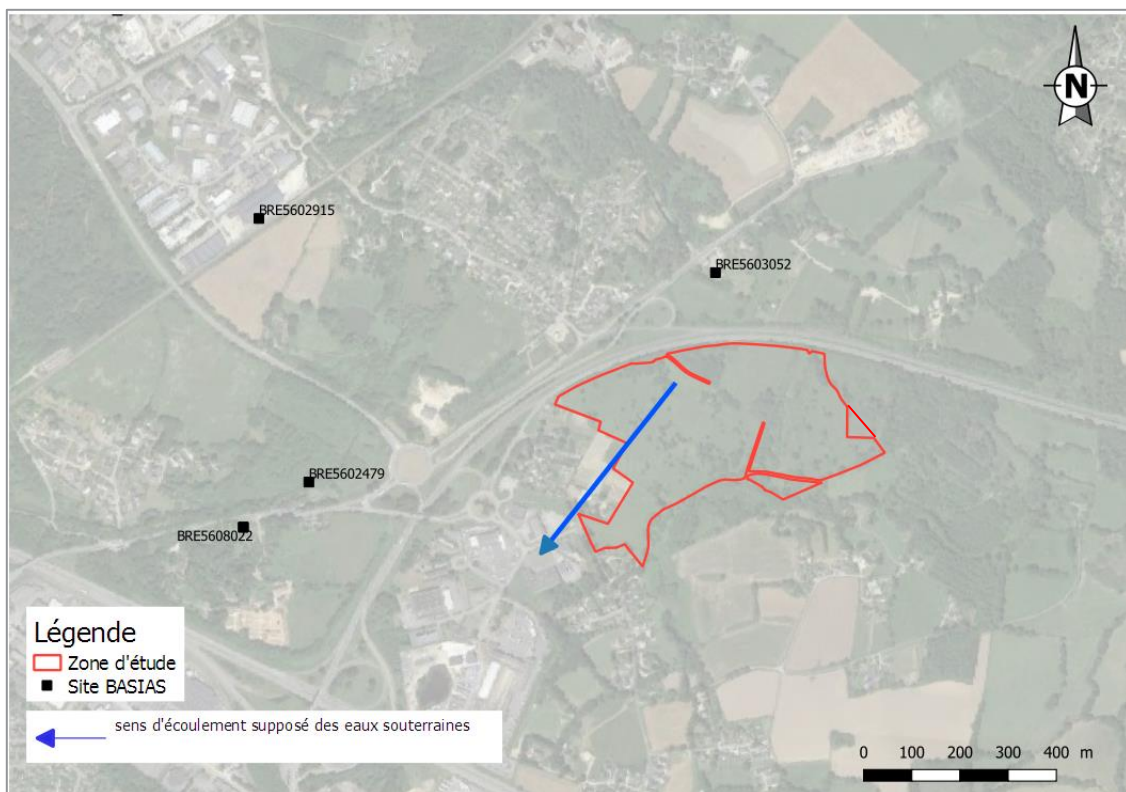 N
BRE5602915
BRE5603052
BRE5602479
BRE5608022
Légende
Zone d'étude
Site BASIAS
sens d'écoulement supposé des eaux souterraines
0 100 200 300 400 m